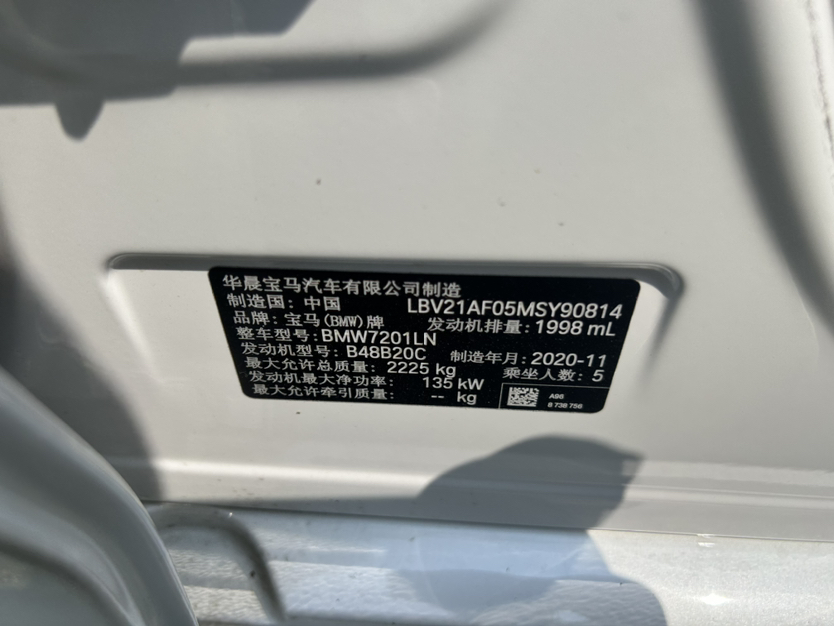 华晨宝马汽车有限公司制造
制造国: 中国 LBV21AF05MSY90814
品牌: 宝马(BMW)牌 发动机排量: 1998 mL
整车型号: BMW7201LN
发动机型号: B48B20C 制造年月: 2020-11
最大允许总质量: 2225 kg 乘坐人数: 5
发动机最大净功率: 135 kW
最大允许牵引质量: -- kg
A98
8 738 756